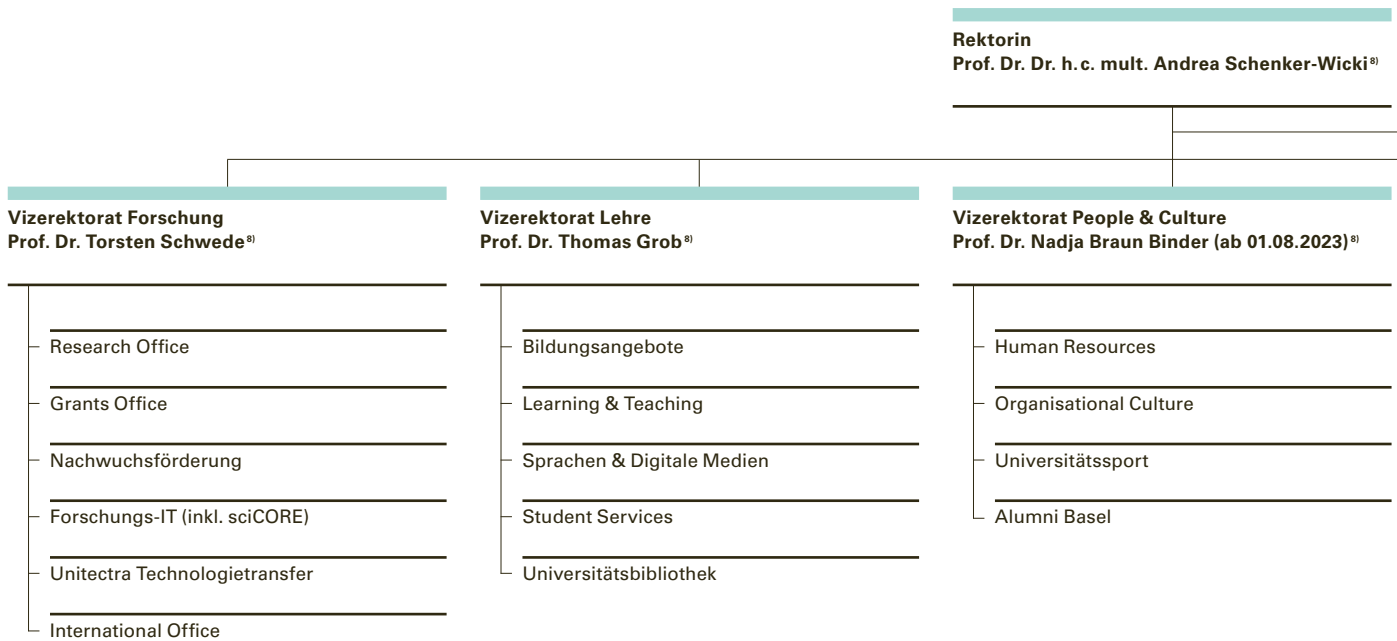 Rektorin
Prof. Dr. Dr. h.c. mult. Andrea Schenker-Wicki 8)
Vizerektorat Forschung
Prof. Dr. Torsten Schwede 8)
Research Office
Grants Office
Nachwuchsförderung
Forschungs-IT (inkl. sciCORE)
Unitectra Technologietransfer
International Office
Vizerektorat Lehre
Prof. Dr. Thomas Grob 8)
Bildungsangebote
Learning & Teaching
Sprachen & Digitale Medien
Student Services
Universitätsbibliothek
Vizerektorat People & Culture
Prof. Dr. Nadja Braun Binder (ab 01.08.2023) 8)
Human Resources
Organisational Culture
Universitätssport
Alumni Basel